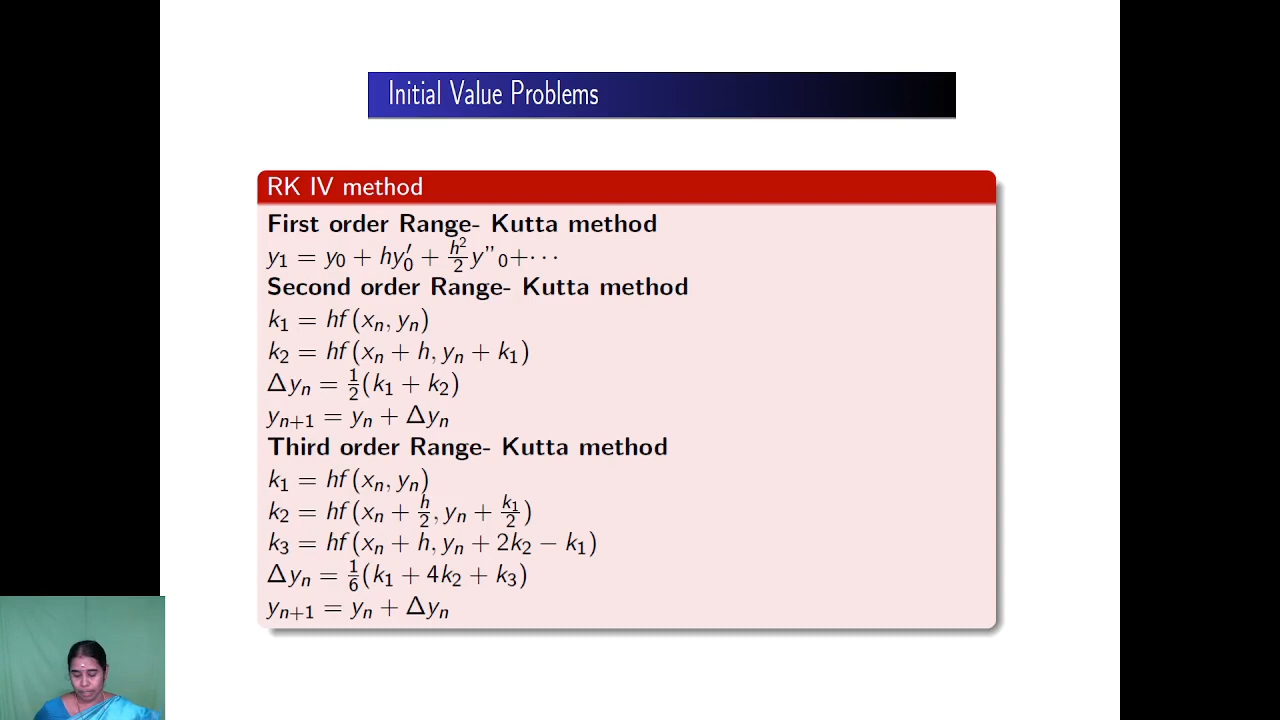 Initial Value Problems
RK IV method
First order Range- Kutta method
y₁ = y₀ + hy′₀ + h²/2 y”₀+···
Second order Range- Kutta method
k₁ = hf(xₙ, yₙ)
k₂ = hf(xₙ + h, yₙ + k₁)
Δyₙ = 1/2(k₁ + k₂)
yₙ₊₁ = yₙ + Δyₙ
Third order Range- Kutta method
k₁ = hf(xₙ, yₙ)
k₂ = hf(xₙ + h/2, yₙ + k₁/2)
k₃ = hf(xₙ + h, yₙ + 2k₂ − k₁)
Δyₙ = 1/6(k₁ + 4k₂ + k₃)
yₙ₊₁ = yₙ + Δyₙ